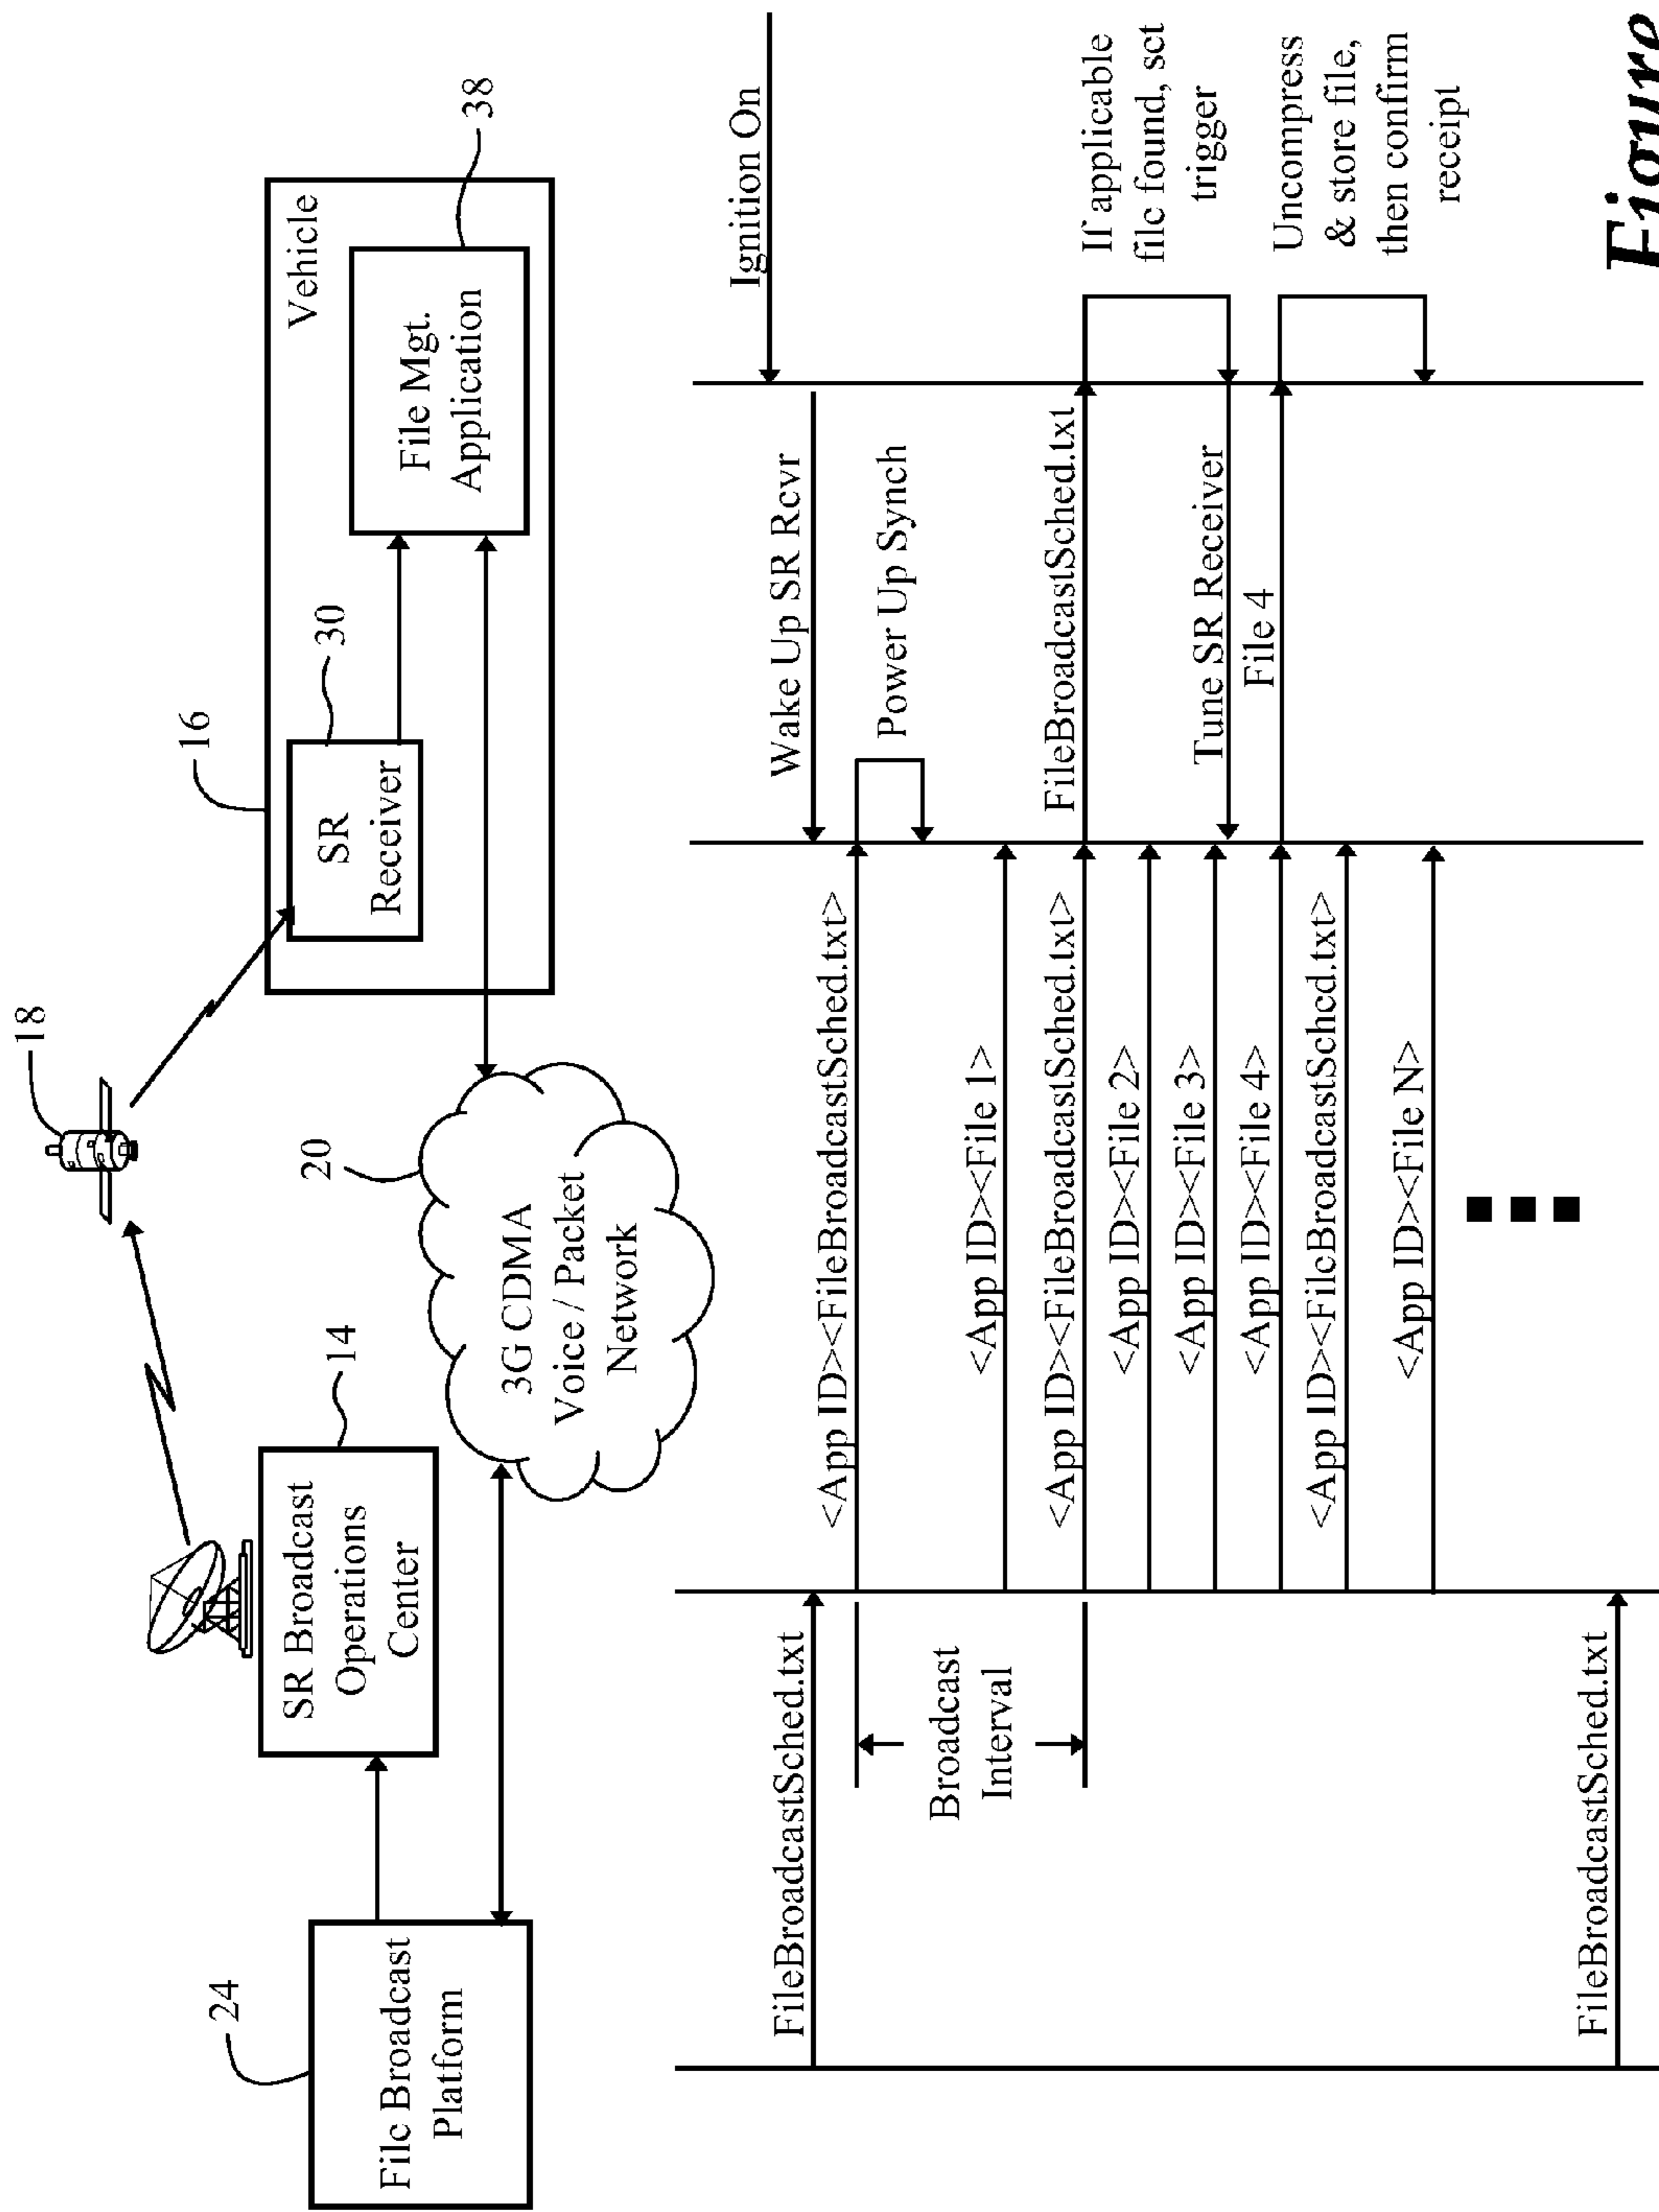 18
16
Vehicle
30
38
SR
Receiver
File Mgt.
Application
14
SR Broadcast
Operations
Center
20
3G CDMA
Voice / Packet
Network
24
File Broadcast
Platform
Ignition On
FileBroadcastSched.txt
Wake Up SR Rcvr
<App ID><FileBroadcastSched.txt>
Power Up Synch
Broadcast
Interval
<App ID><File 1>
<App ID><FileBroadcastSched.txt>
FileBroadcastSched.txt
If applicable
file found, set
trigger
<App ID><File 2>
<App ID><File 3>
Tune SR Receiver
<App ID><File 4>
File 4
Uncompress
& store file,
then confirm
receipt
<App ID><FileBroadcastSched.txt>
<App ID><File N>
FileBroadcastSched.txt
Figure